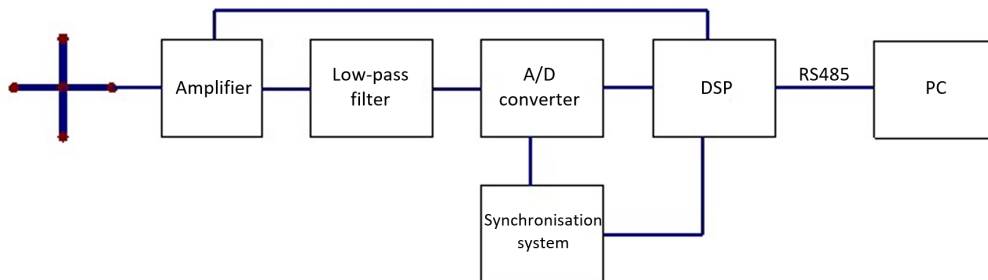 Amplifier
Low-pass
filter
A/D
converter
DSP
RS485
PC
Synchronisation
system